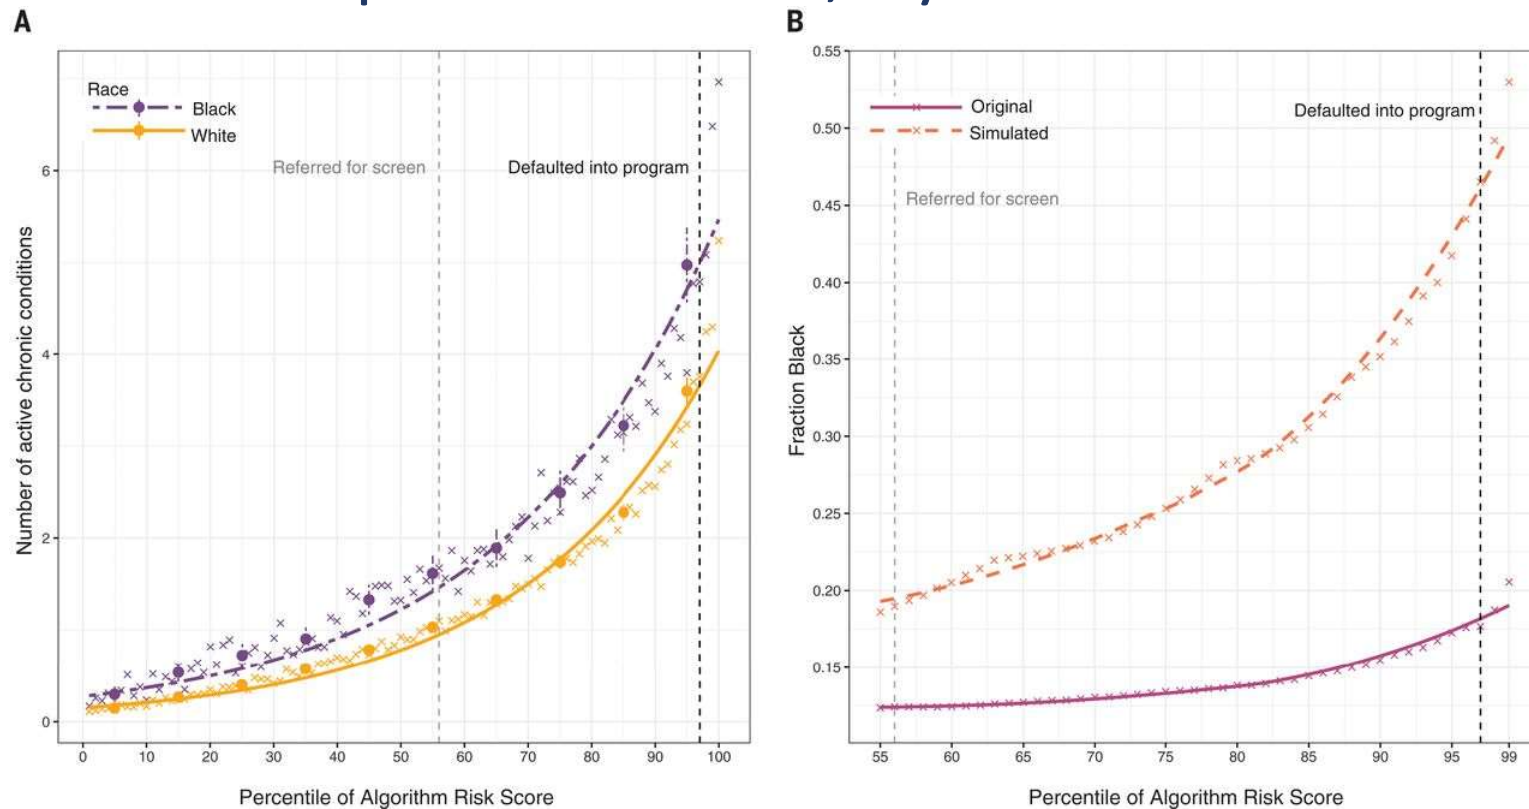 A
Race
Black
White
Referred for screen
Defaulted into program
Number of active chronic conditions
6
4
2
0
0 10 20 30 40 50 60 70 80 90 100
Percentile of Algorithm Risk Score
B
Original
Simulated
Defaulted into program
Referred for screen
Fraction Black
0.55
0.50
0.45
0.40
0.35
0.30
0.25
0.20
0.15
55 60 65 70 75 80 85 90 95 99
Percentile of Algorithm Risk Score